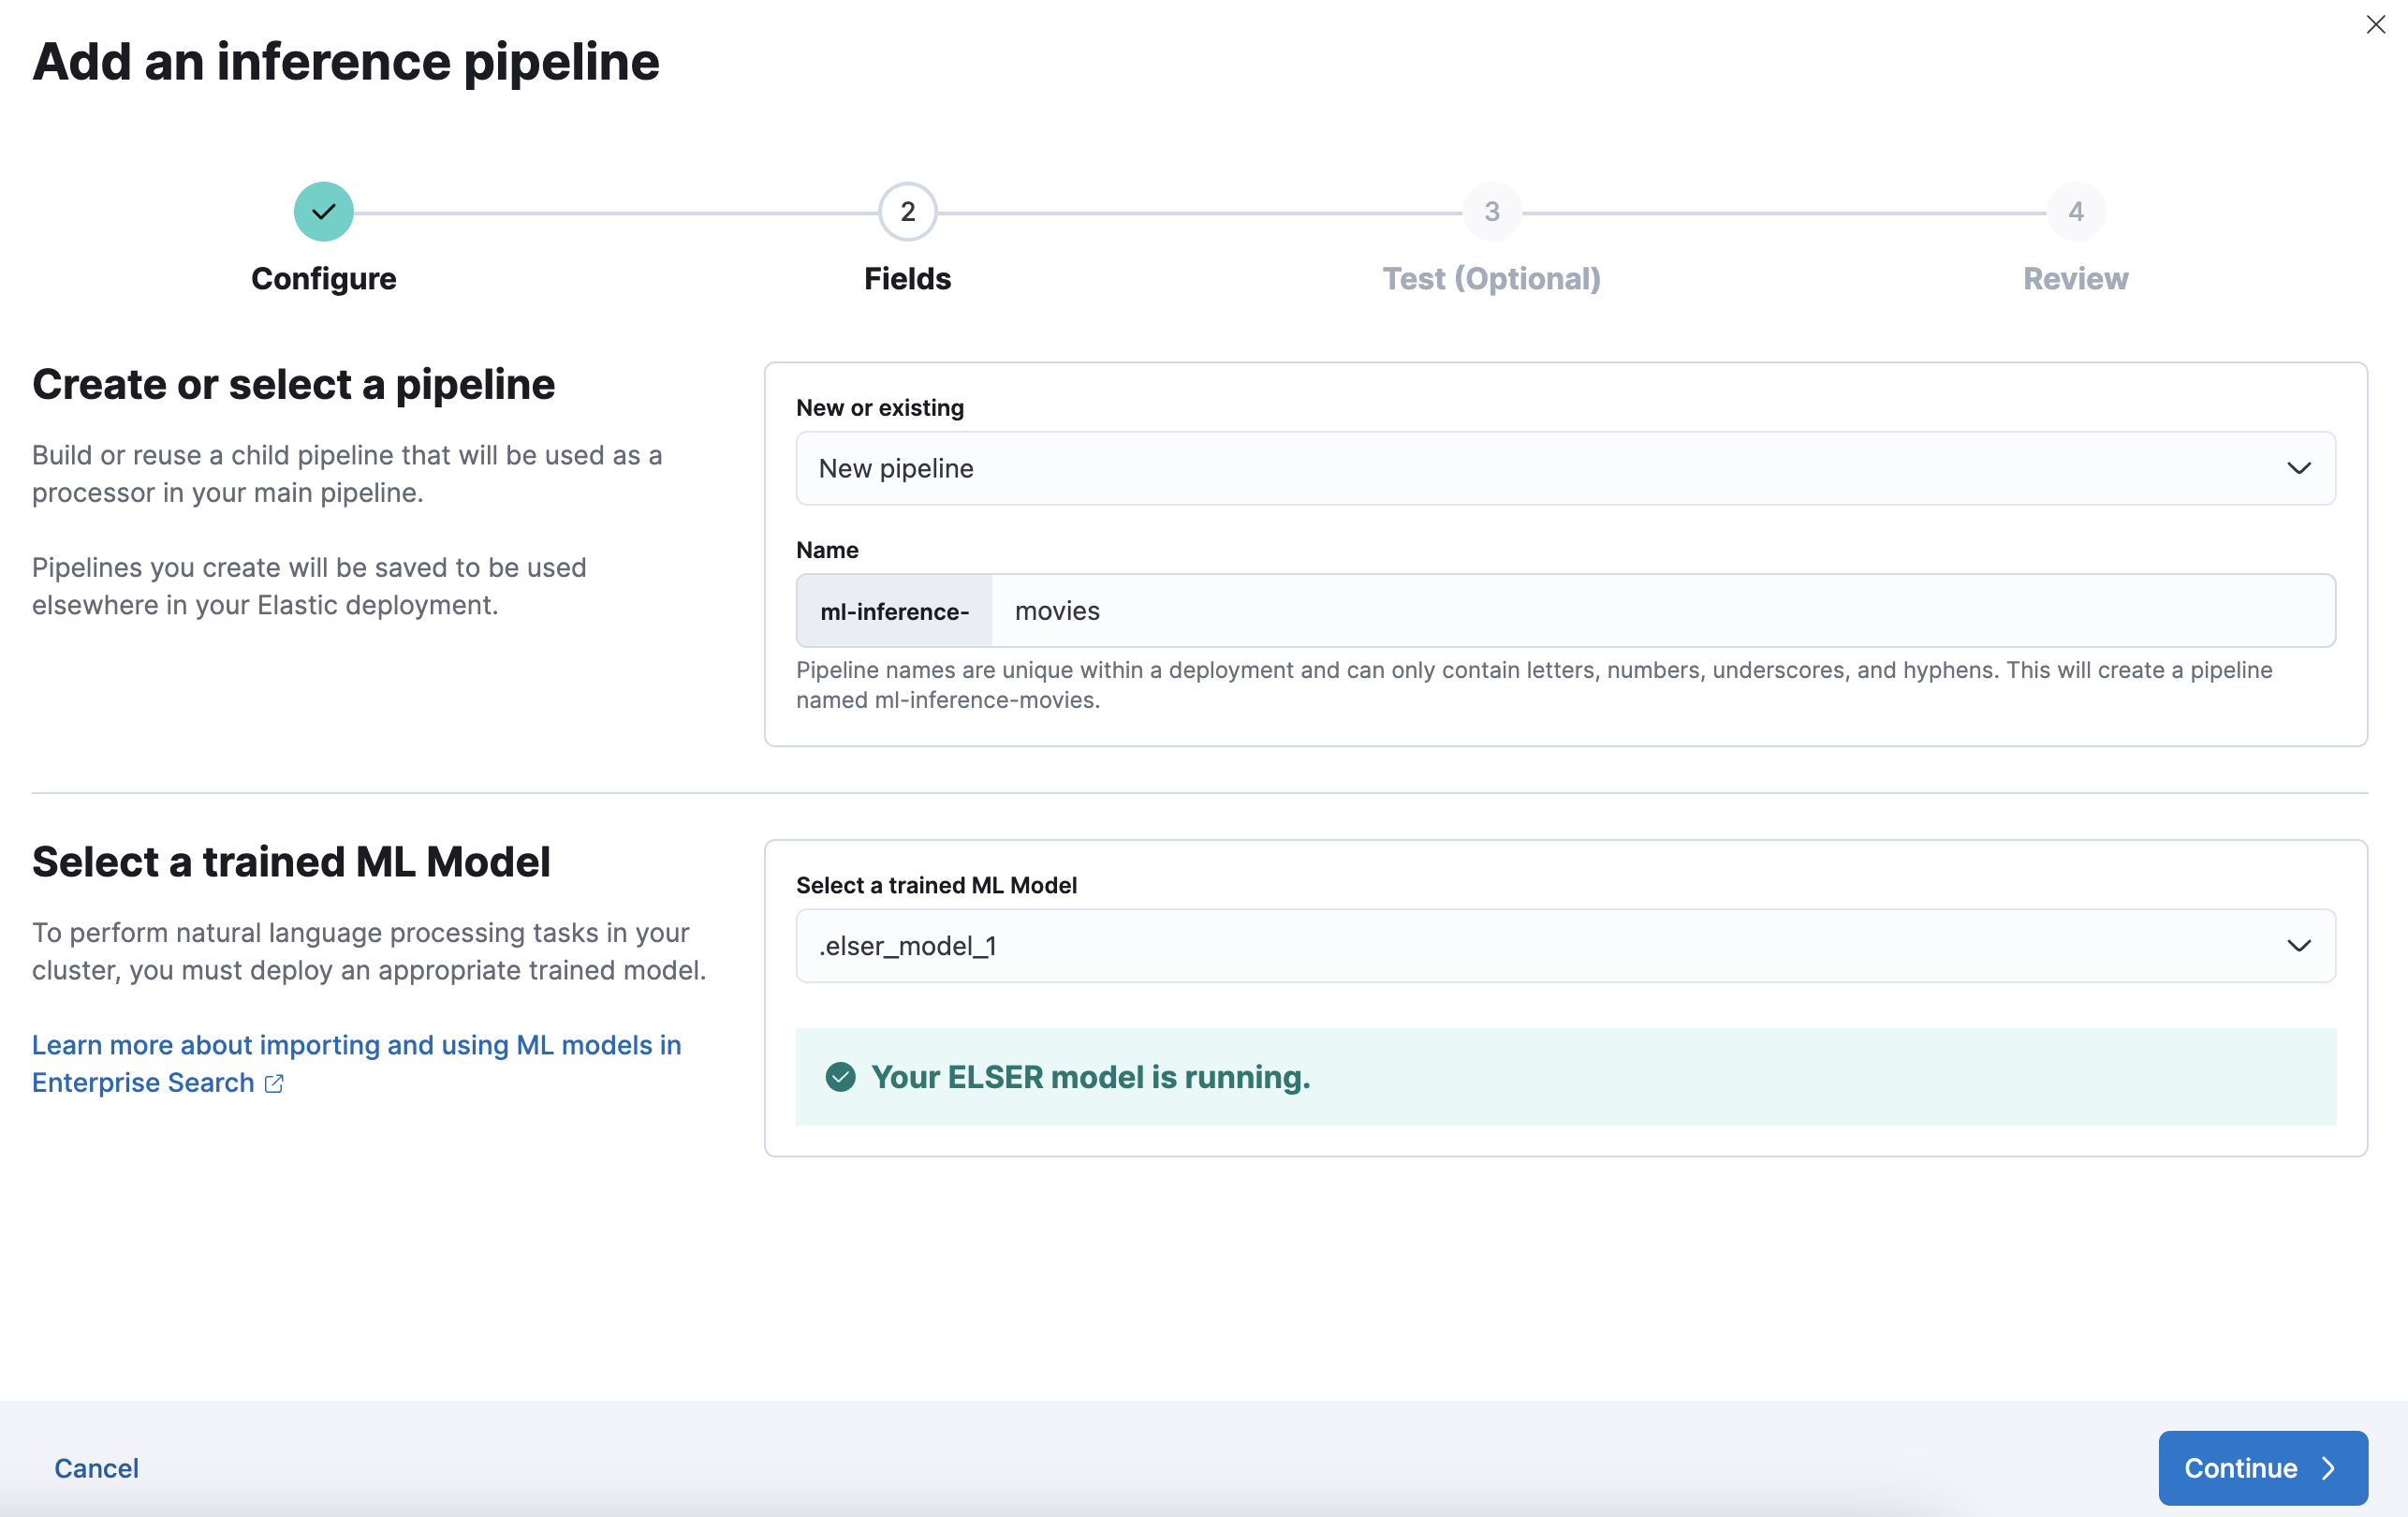 Add an inference pipeline
2
3
4
Configure
Fields
Test (Optional)
Review
Create or select a pipeline
Build or reuse a child pipeline that will be used as a
processor in your main pipeline.
Pipelines you create will be saved to be used
elsewhere in your Elastic deployment.
New or existing
New pipeline
Name
ml-inference- movies
Pipeline names are unique within a deployment and can only contain letters, numbers, underscores, and hyphens. This will create a pipeline
named ml-inference-movies.
Select a trained ML Model
To perform natural language processing tasks in your
cluster, you must deploy an appropriate trained model.
Learn more about importing and using ML models in
Enterprise Search
Select a trained ML Model
.elser_model_1
Your ELSER model is running.
Cancel
Continue